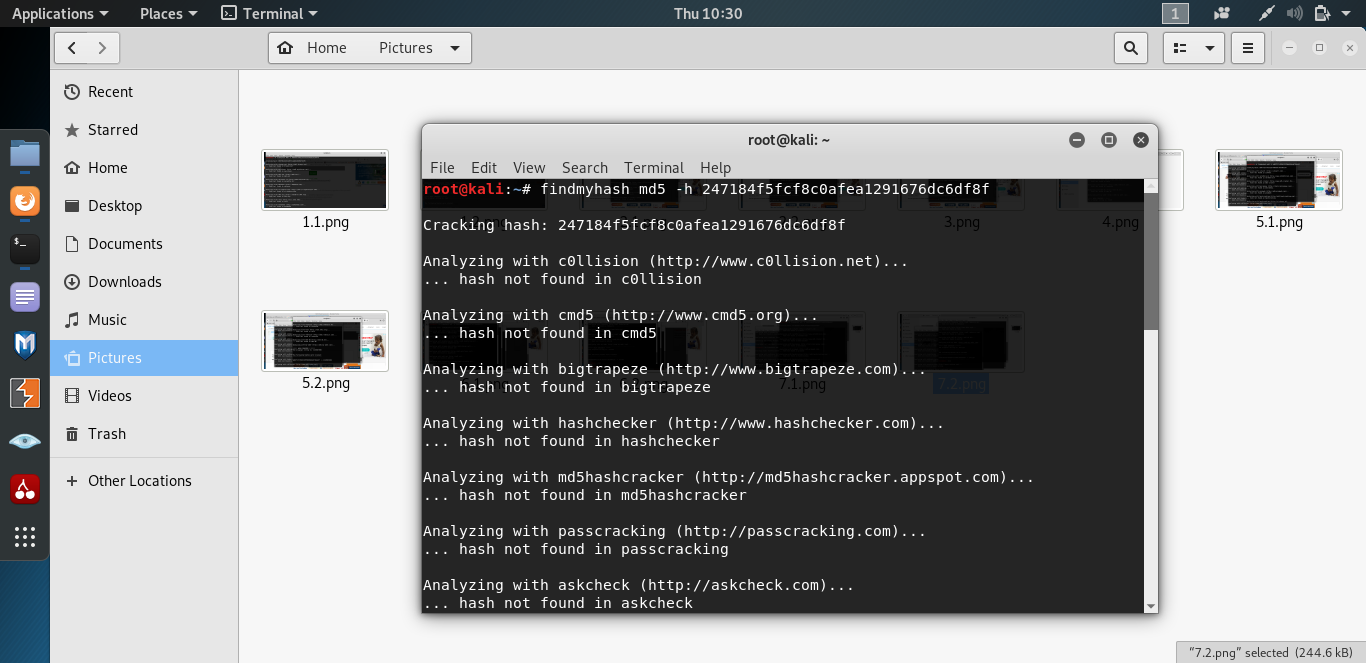 Applications Places Terminal Thu 10:30 1
Home Pictures
Recent
Starred
Home
Desktop
Documents
Downloads
Music
Pictures
Videos
Trash
Other Locations
1.1.png
3.png
4.png
5.1.png
5.2.png
7.1.png
7.2.png
root@kali: ~
File Edit View Search Terminal Help
root@kali:~# findmyhash md5 -h 247184f5fcf8c0afea1291676dc6df8f
Cracking hash: 247184f5fcf8c0afea1291676dc6df8f
Analyzing with c0llision (http://www.c0llision.net)...
... hash not found in c0llision
Analyzing with cmd5 (http://www.cmd5.org)...
... hash not found in cmd5
Analyzing with bigtrapeze (http://www.bigtrapeze.com)...
... hash not found in bigtrapeze
Analyzing with hashchecker (http://www.hashchecker.com)...
... hash not found in hashchecker
Analyzing with md5hashcracker (http://md5hashcracker.appspot.com)...
... hash not found in md5hashcracker
Analyzing with passcracking (http://passcracking.com)...
... hash not found in passcracking
Analyzing with askcheck (http://askcheck.com)...
... hash not found in askcheck
"7.2.png" selected (244.6 kB)